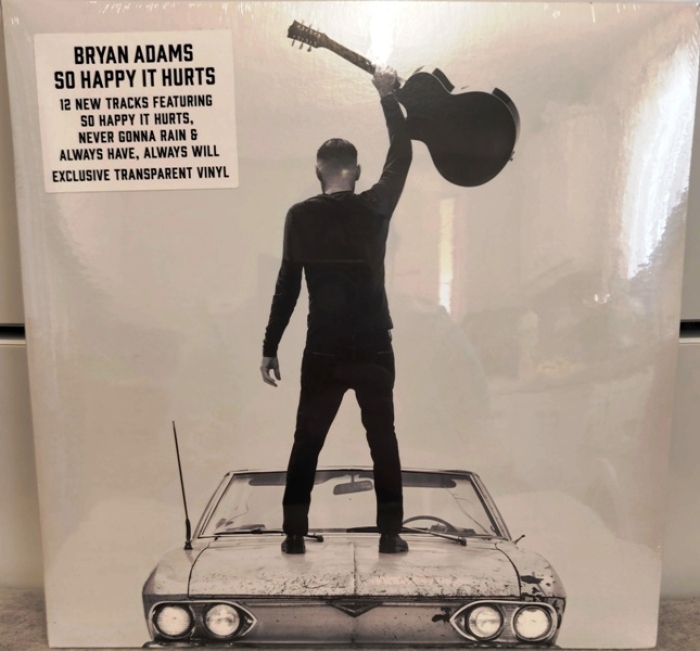 BRYAN ADAMS
SO HAPPY IT HURTS
12 NEW TRACKS FEATURING
SO HAPPY IT HURTS,
NEVER GONNA RAIN &
ALWAYS HAVE, ALWAYS WILL
EXCLUSIVE TRANSPARENT VINYL